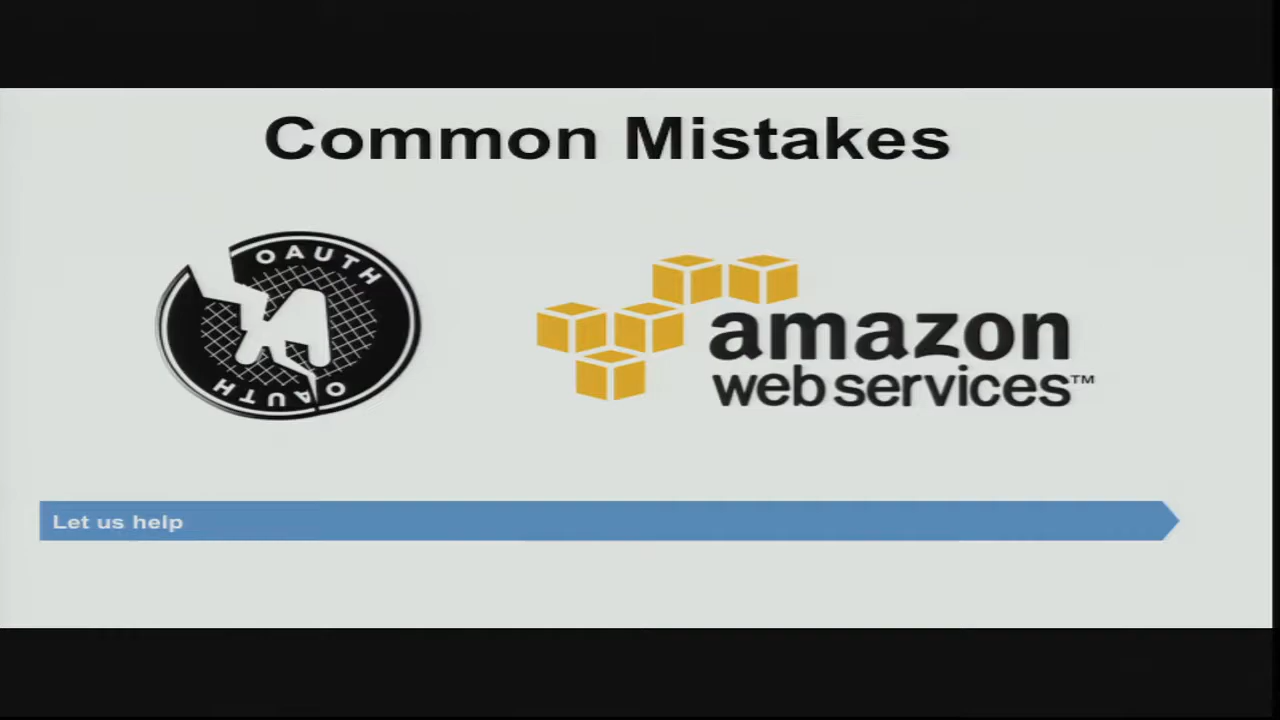 Common Mistakes
OAUTH
OAUTH
amazon
web services™
Let us help